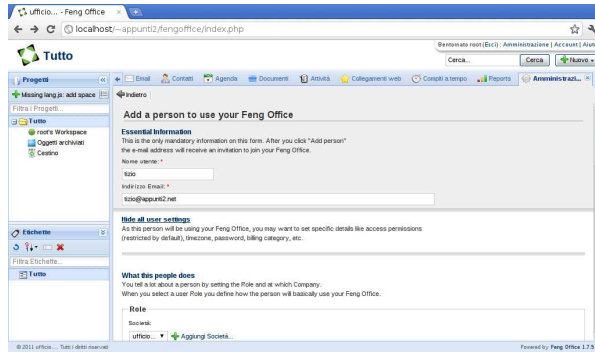 ufficio... - Feng Office
localhost/~appunti2/fengoffice/index.php
Tutto
Bentornato root (Esci) : Amministrazione | Account | Aiut
Cerca...
Cerca
Nuovo
Progetti
Email
Contatti
Agenda
Documenti
Attività
Collegamenti web
Compiti a tempo
Reports
Amministrazi...
Missing lang.js: add space
Indietro
Filtra i Progetti...
Tutto
root's Workspace
Oggetti archiviati
Cestino
Add a person to use your Feng Office
Essential Information
This is the only mandatory information on this form. After you click "Add person"
the e-mail address will receive an invitation to join your Feng Office.
Nome utente: *
tizio
Indirizzo Email: *
tizio@appunti2.net
Hide all user settings
As this person will be using your Feng Office, you may want to set specific details like access permissions
(restricted by default), timezone, password, billing category, etc.
Etichette
Filtra Etichette...
Tutto
What this people does
You tell a lot about a person by setting the Role and at which Company.
When you select a user Role you define how the person will basically use your Feng Office.
Role
Società:
ufficio...
Aggiungi Società...
© 2011 ufficio.... Tutti i diritti riservati
Powered by Feng Office 1.7.5